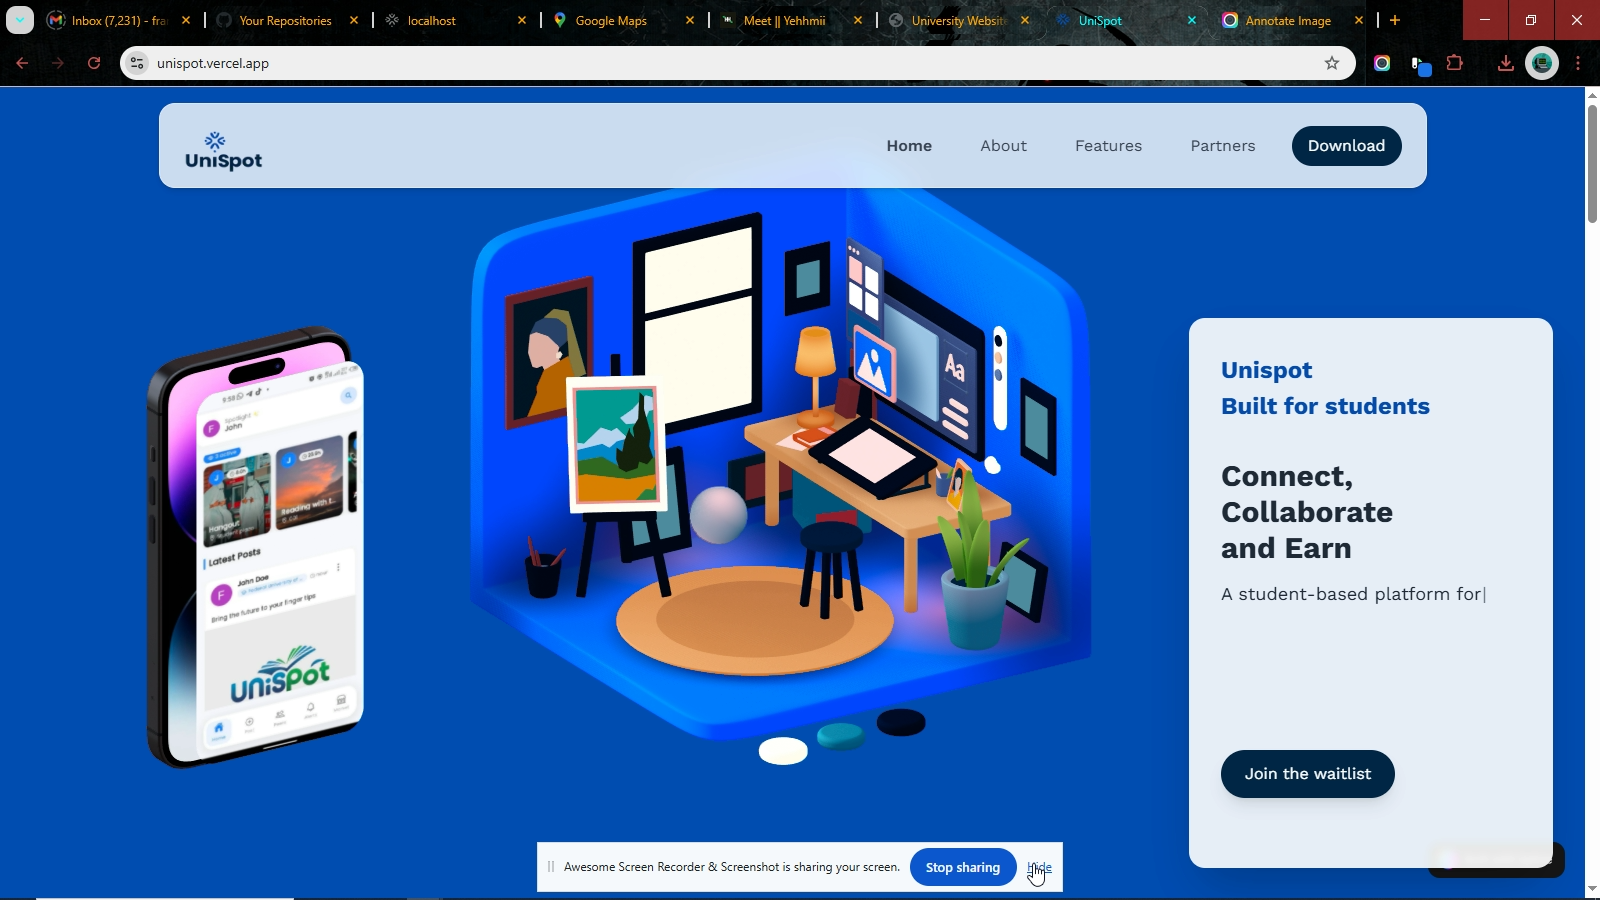 Inbox (7,231) - fran
Your Repositories
localhost
Google Maps
Meet || Yehhmii
University Website
UniSpot
Annotate Image
unispot.vercel.app
UniSpot
Home
About
Features
Partners
Download
9:58
Spotlight
John
Hangout
Reading with t...
Latest Posts
John Doe
Bring the future to your finger tips
UniSpot
Aa
Unispot
Built for students
Connect,
Collaborate
and Earn
A student-based platform for|
Join the waitlist
Awesome Screen Recorder & Screenshot is sharing your screen.
Stop sharing
Hide